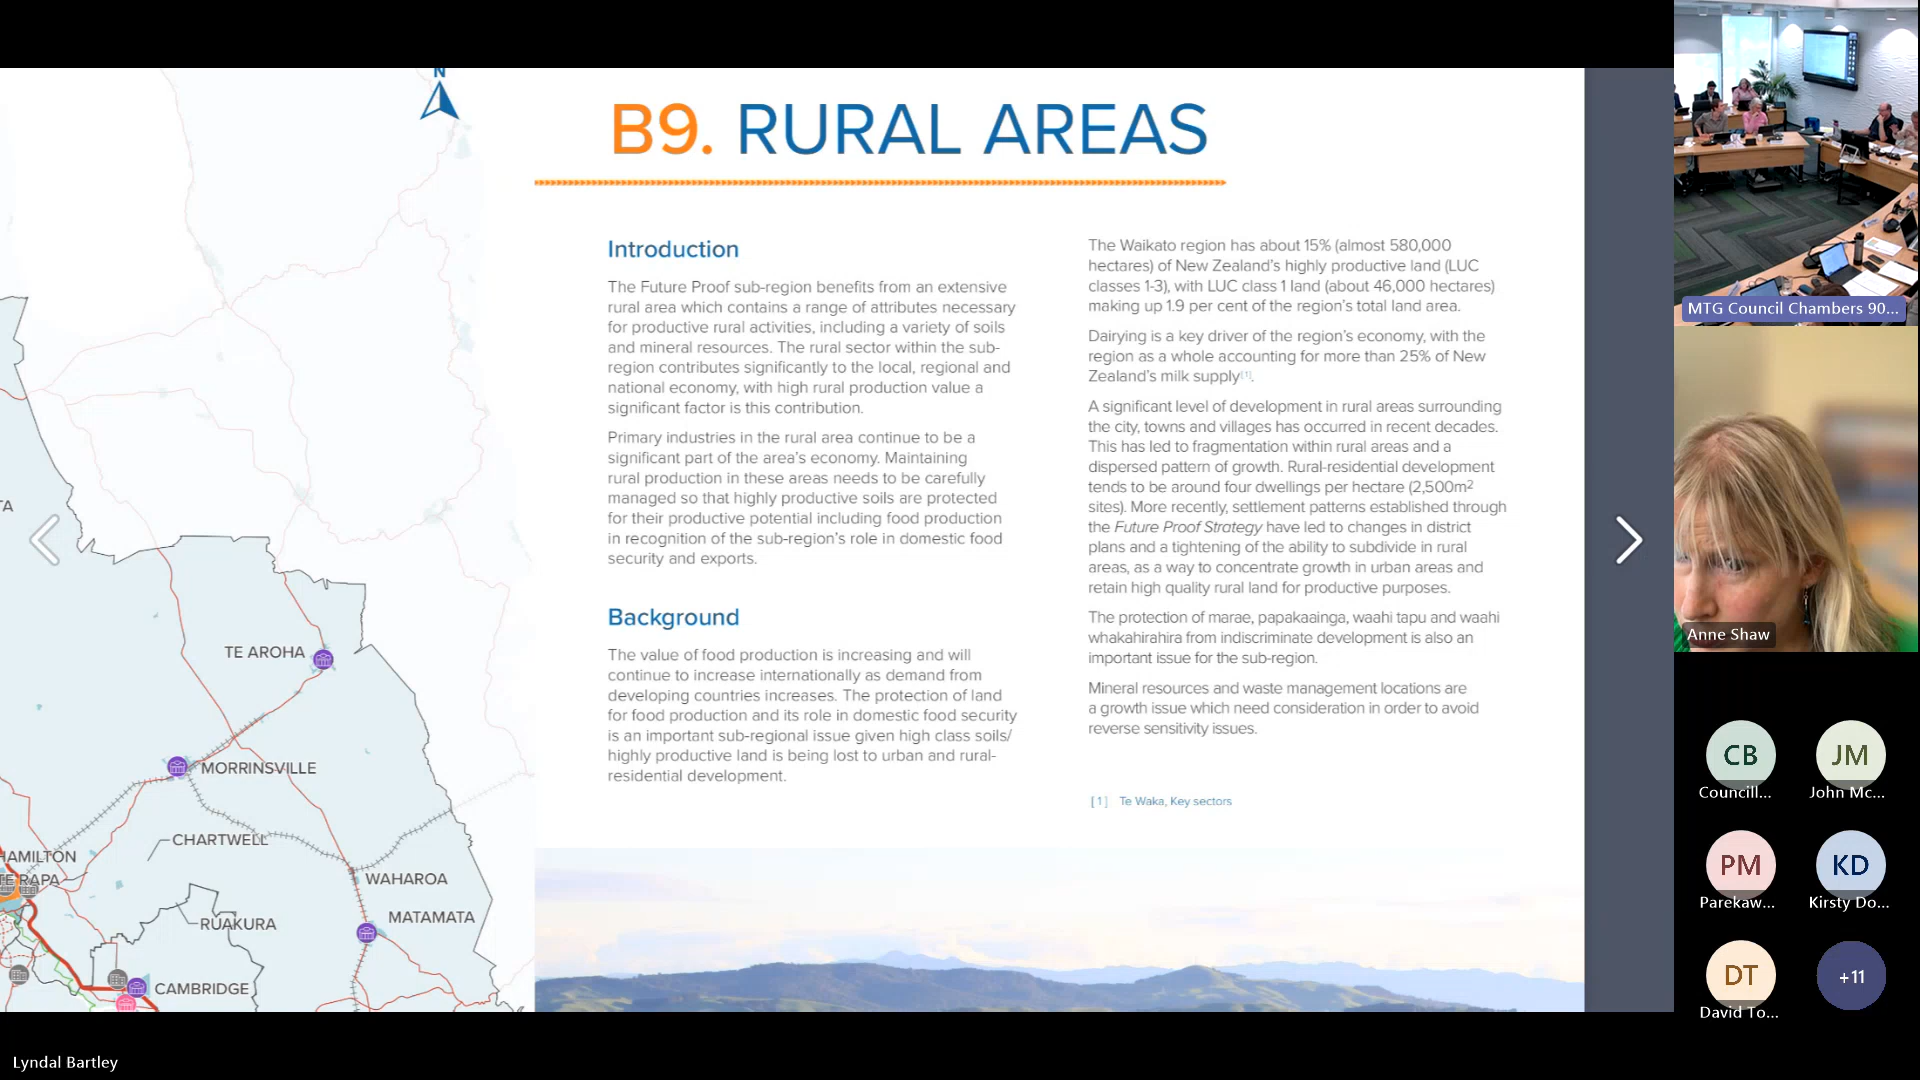 N
B9. RURAL AREAS
Introduction
The Future Proof sub-region benefits from an extensive
rural area which contains a range of attributes necessary
for productive rural activities, including a variety of soils
and mineral resources. The rural sector within the sub-
region contributes significantly to the local, regional and
national economy, with high rural production value a
significant factor is this contribution.
Primary industries in the rural area continue to be a
significant part of the area's economy. Maintaining
rural production in these areas needs to be carefully
managed so that highly productive soils are protected
for their productive potential including food production
in recognition of the sub-region's role in domestic food
security and exports.
Background
The value of food production is increasing and will
continue to increase internationally as demand from
developing countries increases. The protection of land
for food production and its role in domestic food security
is an important sub-regional issue given high class soils/
highly productive land is being lost to urban and rural-
residential development.
The Waikato region has about 15% (almost 580,000
hectares) of New Zealand's highly productive land (LUC
classes 1-3), with LUC class 1 land (about 46,000 hectares)
making up 1.9 per cent of the region's total land area.
Dairying is a key driver of the region's economy, with the
region as a whole accounting for more than 25% of New
Zealand's milk supply[1].
A significant level of development in rural areas surrounding
the city, towns and villages has occurred in recent decades.
This has led to fragmentation within rural areas and a
dispersed pattern of growth. Rural-residential development
tends to be around four dwellings per hectare (2,500m²
sites). More recently, settlement patterns established through
the Future Proof Strategy have led to changes in district
plans and a tightening of the ability to subdivide in rural
areas, as a way to concentrate growth in urban areas and
retain high quality rural land for productive purposes.
The protection of marae, papakaainga, waahi tapu and waahi
whakahirahira from indiscriminate development is also an
important issue for the sub-region.
Mineral resources and waste management locations are
a growth issue which need consideration in order to avoid
reverse sensitivity issues.
[1] Te Waka, Key sectors
TA
TE AROHA
MORRINSVILLE
CHARTWELL
HAMILTON
TE RAPA
WAHAROA
MATAMATA
RUAKURA
CAMBRIDGE
MTG Council Chambers 90...
Anne Shaw
CB
Councill...
JM
John Mc...
PM
Parekaw...
KD
Kirsty Do...
DT
David To...
+11
Lyndal Bartley